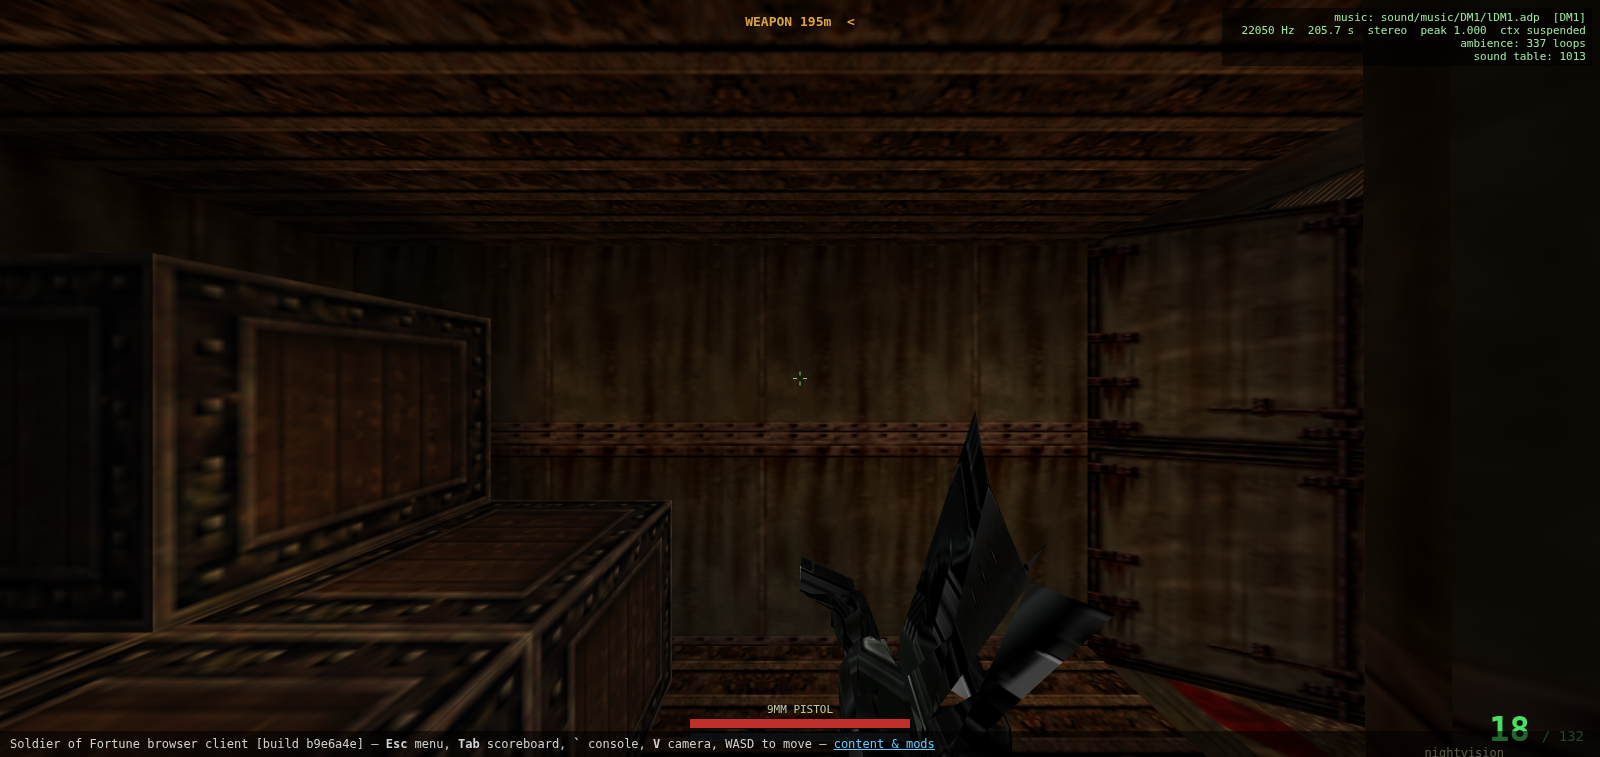 WEAPON 195m <
music: sound/music/DM1/lDM1.adp [DM1]
22050 Hz 205.7 s stereo peak 1.000 ctx suspended
ambience: 337 loops
sound table: 1013
9MM PISTOL
18 / 132
Soldier of Fortune browser client [build b9e6a4e] — Esc menu, Tab scoreboard, ` console, V camera, WASD to move — content & mods
nightvision